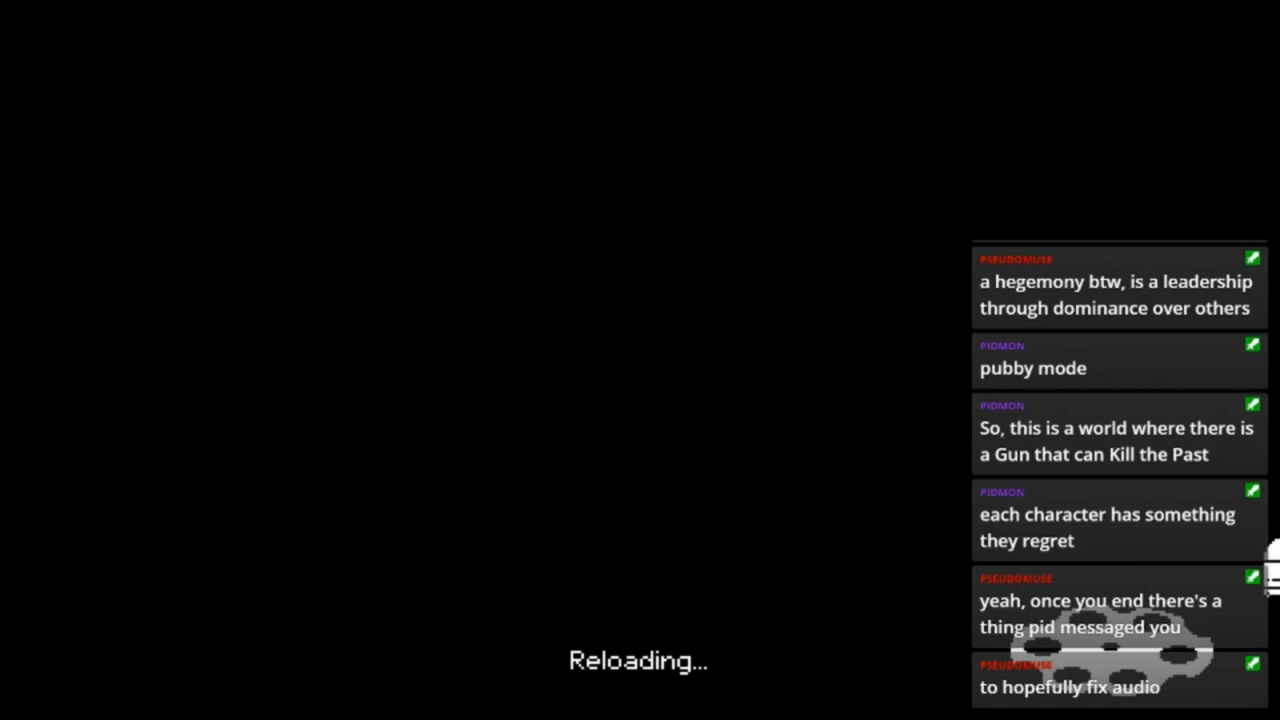 PSEUDOMUSE
a hegemony btw, is a leadership
through dominance over others
PIDMON
pubby mode
PIDMON
So, this is a world where there is
a Gun that can Kill the Past
PIDMON
each character has something
they regret
PSEUDOMUSE
yeah, once you end there's a
thing pid messaged you
PSEUDOMUSE
to hopefully fix audio
Reloading...